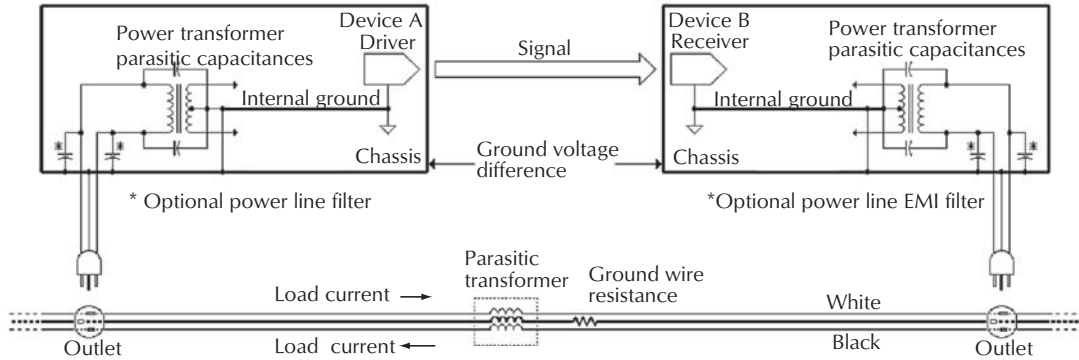 Device A
Driver
Power transformer
parasitic capacitances
Internal ground
Chassis
*
*
* Optional power line filter
Signal
Ground voltage
difference
Device B
Receiver
Power transformer
parasitic capacitances
Internal ground
Chassis
*
*
*Optional power line EMI filter
Parasitic
transformer
Ground wire
resistance
Load current
White
Load current
Black
Outlet
Outlet